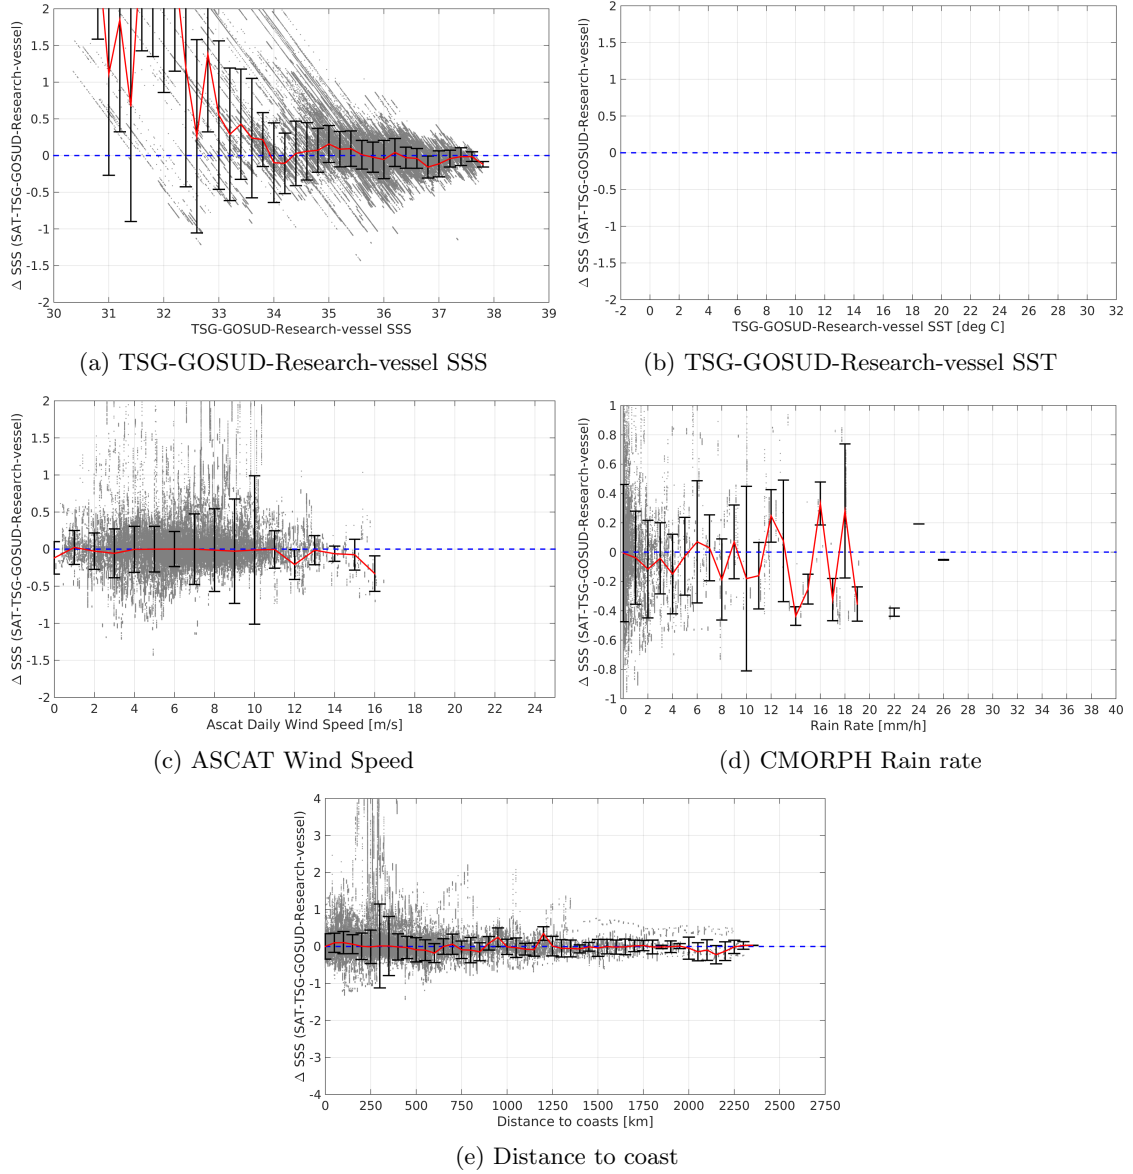 Δ SSS (SAT-TSG-GOSUD-Research-vessel)
2
1.5
1
0.5
0
-0.5
-1
-1.5
-2
30 31 32 33 34 35 36 37 38 39
TSG-GOSUD-Research-vessel SSS
(a) TSG-GOSUD-Research-vessel SSS
Δ SSS (SAT-TSG-GOSUD-Research-vessel)
2
1.5
1
0.5
0
-0.5
-1
-1.5
-2
-2 0 2 4 6 8 10 12 14 16 18 20 22 24 26 28 30 32
TSG-GOSUD-Research-vessel SST [deg C]
(b) TSG-GOSUD-Research-vessel SST
Δ SSS (SAT-TSG-GOSUD-Research-vessel)
2
1.5
1
0.5
0
-0.5
-1
-1.5
-2
0 2 4 6 8 10 12 14 16 18 20 22 24
Ascat Daily Wind Speed [m/s]
(c) ASCAT Wind Speed
Δ SSS (SAT-TSG-GOSUD-Research-vessel)
1
0.8
0.6
0.4
0.2
0
-0.2
-0.4
-0.6
-0.8
-1
0 2 4 6 8 10 12 14 16 18 20 22 24 26 28 30 32 34 36 38 40
Rain Rate [mm/h]
(d) CMORPH Rain rate
Δ SSS (SAT-TSG-GOSUD-Research-vessel)
4
3
2
1
0
-1
-2
-3
-4
0 250 500 750 1000 1250 1500 1750 2000 2250 2500 2750
Distance to coasts [km]
(e) Distance to coast